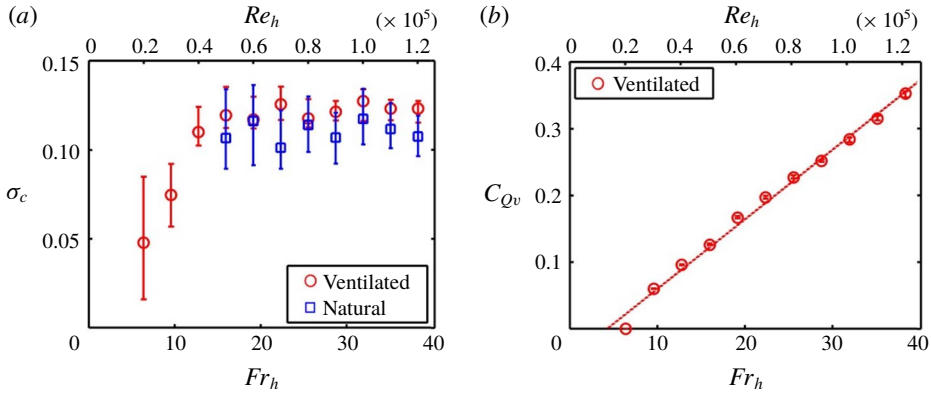 (a)
Re_h
(× 10^5)
0 0.2 0.4 0.6 0.8 1.0 1.2
0.15
0.10
σ_c
0.05
Ventilated
Natural
0 10 20 30 40
Fr_h
(b)
Re_h
(× 10^5)
0 0.2 0.4 0.6 0.8 1.0 1.2
0.4
Ventilated
0.3
C_Qv
0.2
0.1
0 10 20 30 40
Fr_h